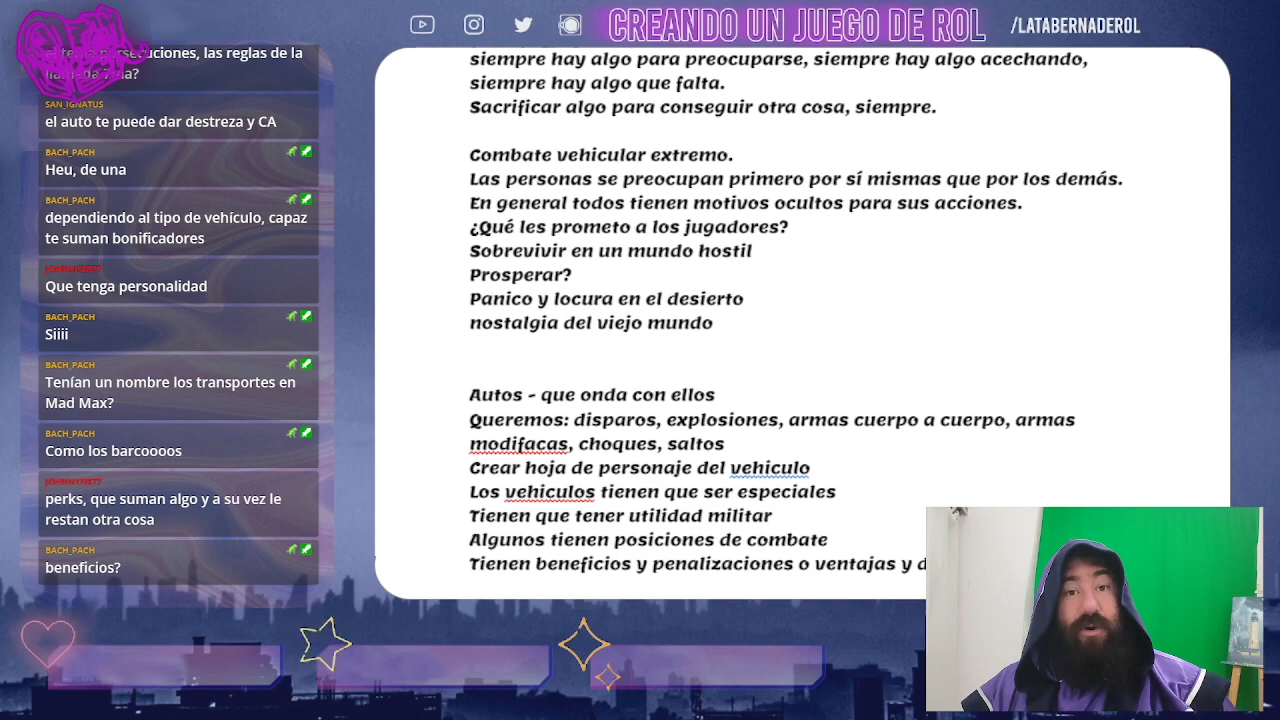 CREANDO UN JUEGO DE ROL
/LATABERNADEROL
las reglas de la
SAN_IGNATUS
el auto te puede dar destreza y CA
BACH_PACH
Heu, de una
BACH_PACH
dependiendo al tipo de vehículo, capaz
te suman bonificadores
Que tenga personalidad
BACH_PACH
Siiii
BACH_PACH
Tenían un nombre los transportes en
Mad Max?
BACH_PACH
Como los barcoooos
perks, que suman algo y a su vez le
restan otra cosa
BACH_PACH
beneficios?
siempre hay algo para preocuparse, siempre hay algo acechando,
siempre hay algo que falta.
Sacrificar algo para conseguir otra cosa, siempre.
Combate vehicular extremo.
Las personas se preocupan primero por sí mismas que por los demás.
En general todos tienen motivos ocultos para sus acciones.
¿Qué les prometo a los jugadores?
Sobrevivir en un mundo hostil
Prosperar?
Panico y locura en el desierto
nostalgia del viejo mundo
Autos - que onda con ellos
Queremos: disparos, explosiones, armas cuerpo a cuerpo, armas
modifacas, choques, saltos
Crear hoja de personaje del vehiculo
Los vehiculos tienen que ser especiales
Tienen que tener utilidad militar
Algunos tienen posiciones de combate
Tienen beneficios y penalizaciones o ventajas y